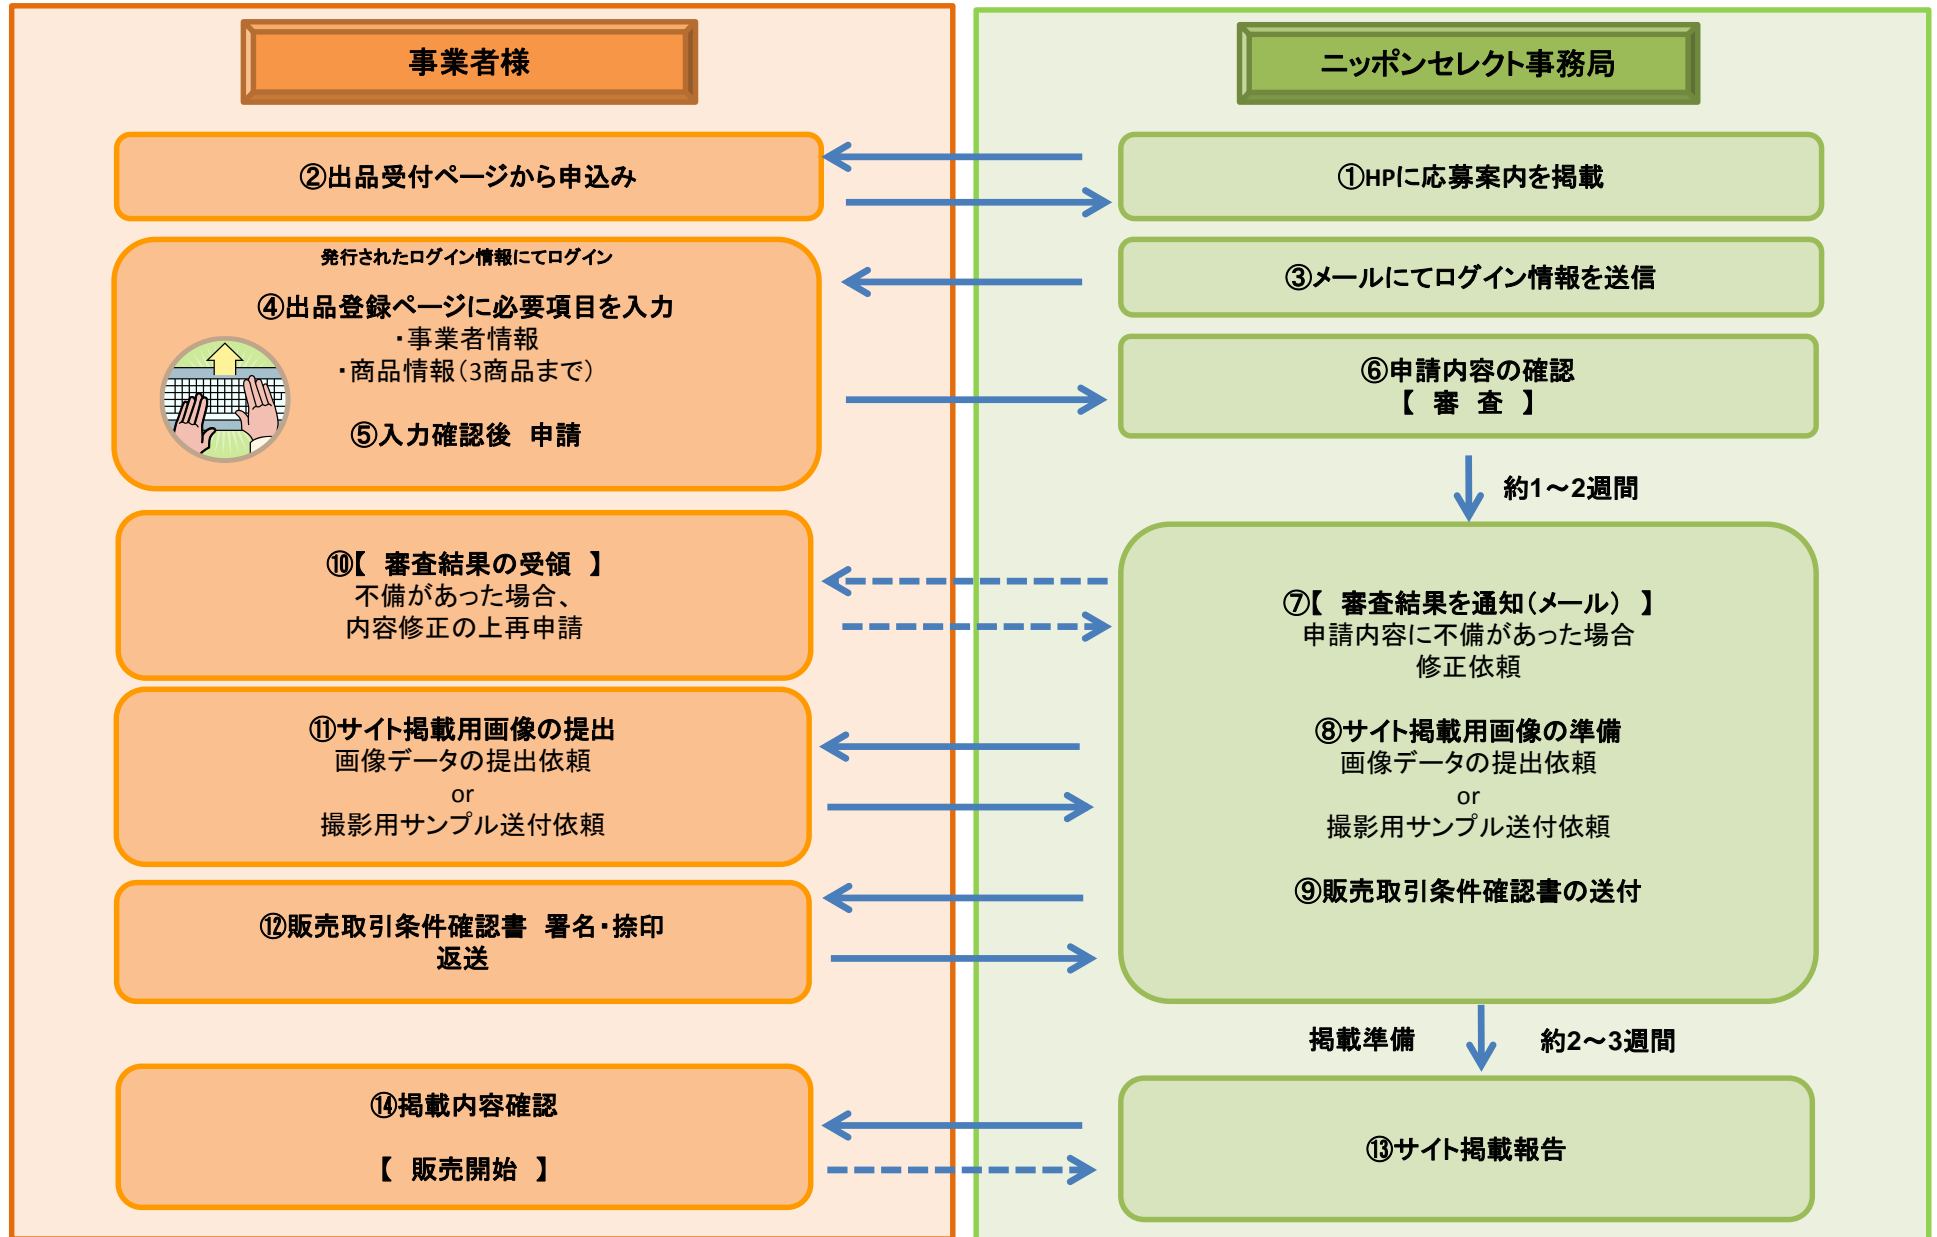 事業者様
②出品受付ページから申込み
発行されたログイン情報にてログイン
④出品登録ページに必要項目を入力
・事業者情報
・商品情報(3商品まで)
⑤入力確認後　申請
⑩【　審査結果の受領　】
不備があった場合、
内容修正の上再申請
⑪サイト掲載用画像の提出
画像データの提出依頼
or
撮影用サンプル送付依頼
⑫販売取引条件確認書　署名・捺印
返送
⑭掲載内容確認
【　販売開始　】
ニッポンセレクト事務局
①HPに応募案内を掲載
③メールにてログイン情報を送信
⑥申請内容の確認
【　審　査　】
約1～2週間
⑦【　審査結果を通知(メール)　】
申請内容に不備があった場合
修正依頼
⑧サイト掲載用画像の準備
画像データの提出依頼
or
撮影用サンプル送付依頼
⑨販売取引条件確認書の送付
掲載準備　約2～3週間
⑬サイト掲載報告